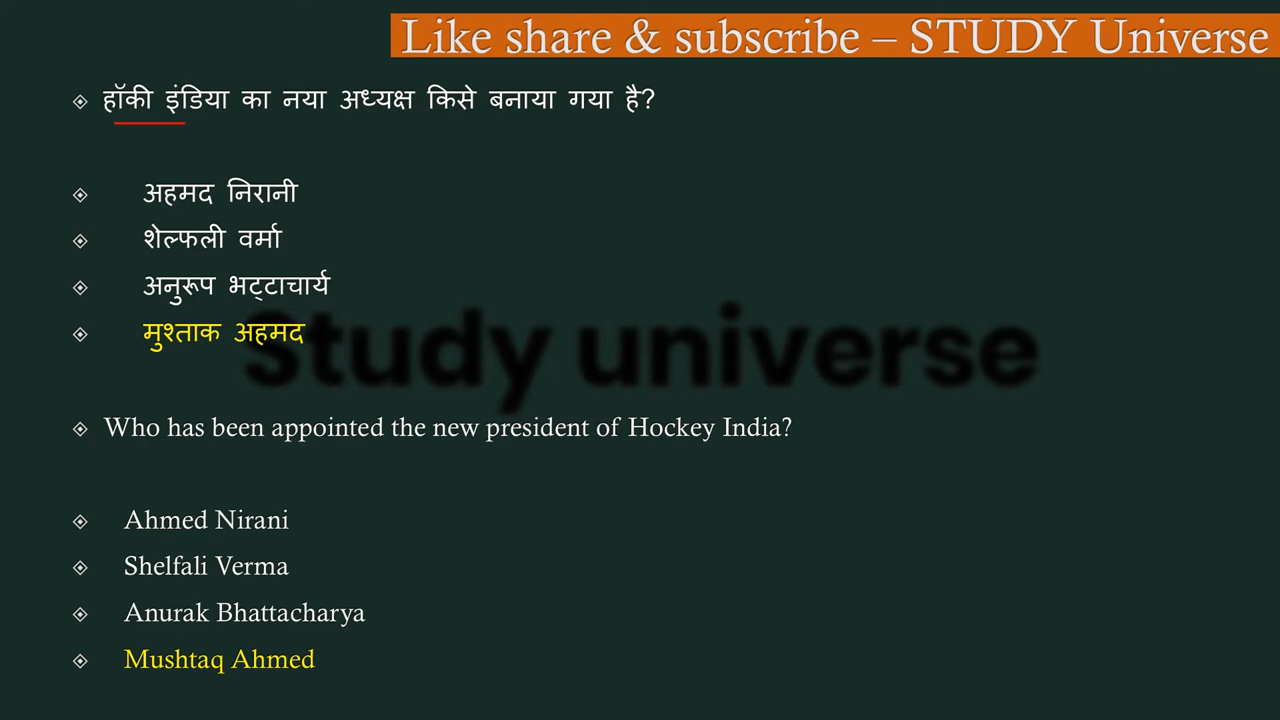 Like share & subscribe – STUDY Universe
हॉकी इंडिया का नया अध्यक्ष किसे बनाया गया है?
अहमद निरानी
शेल्फली वर्मा
अनुरूप भट्टाचार्य
मुश्ताक अहमद
Study universe
Who has been appointed the new president of Hockey India?
Ahmed Nirani
Shelfali Verma
Anurak Bhattacharya
Mushtaq Ahmed